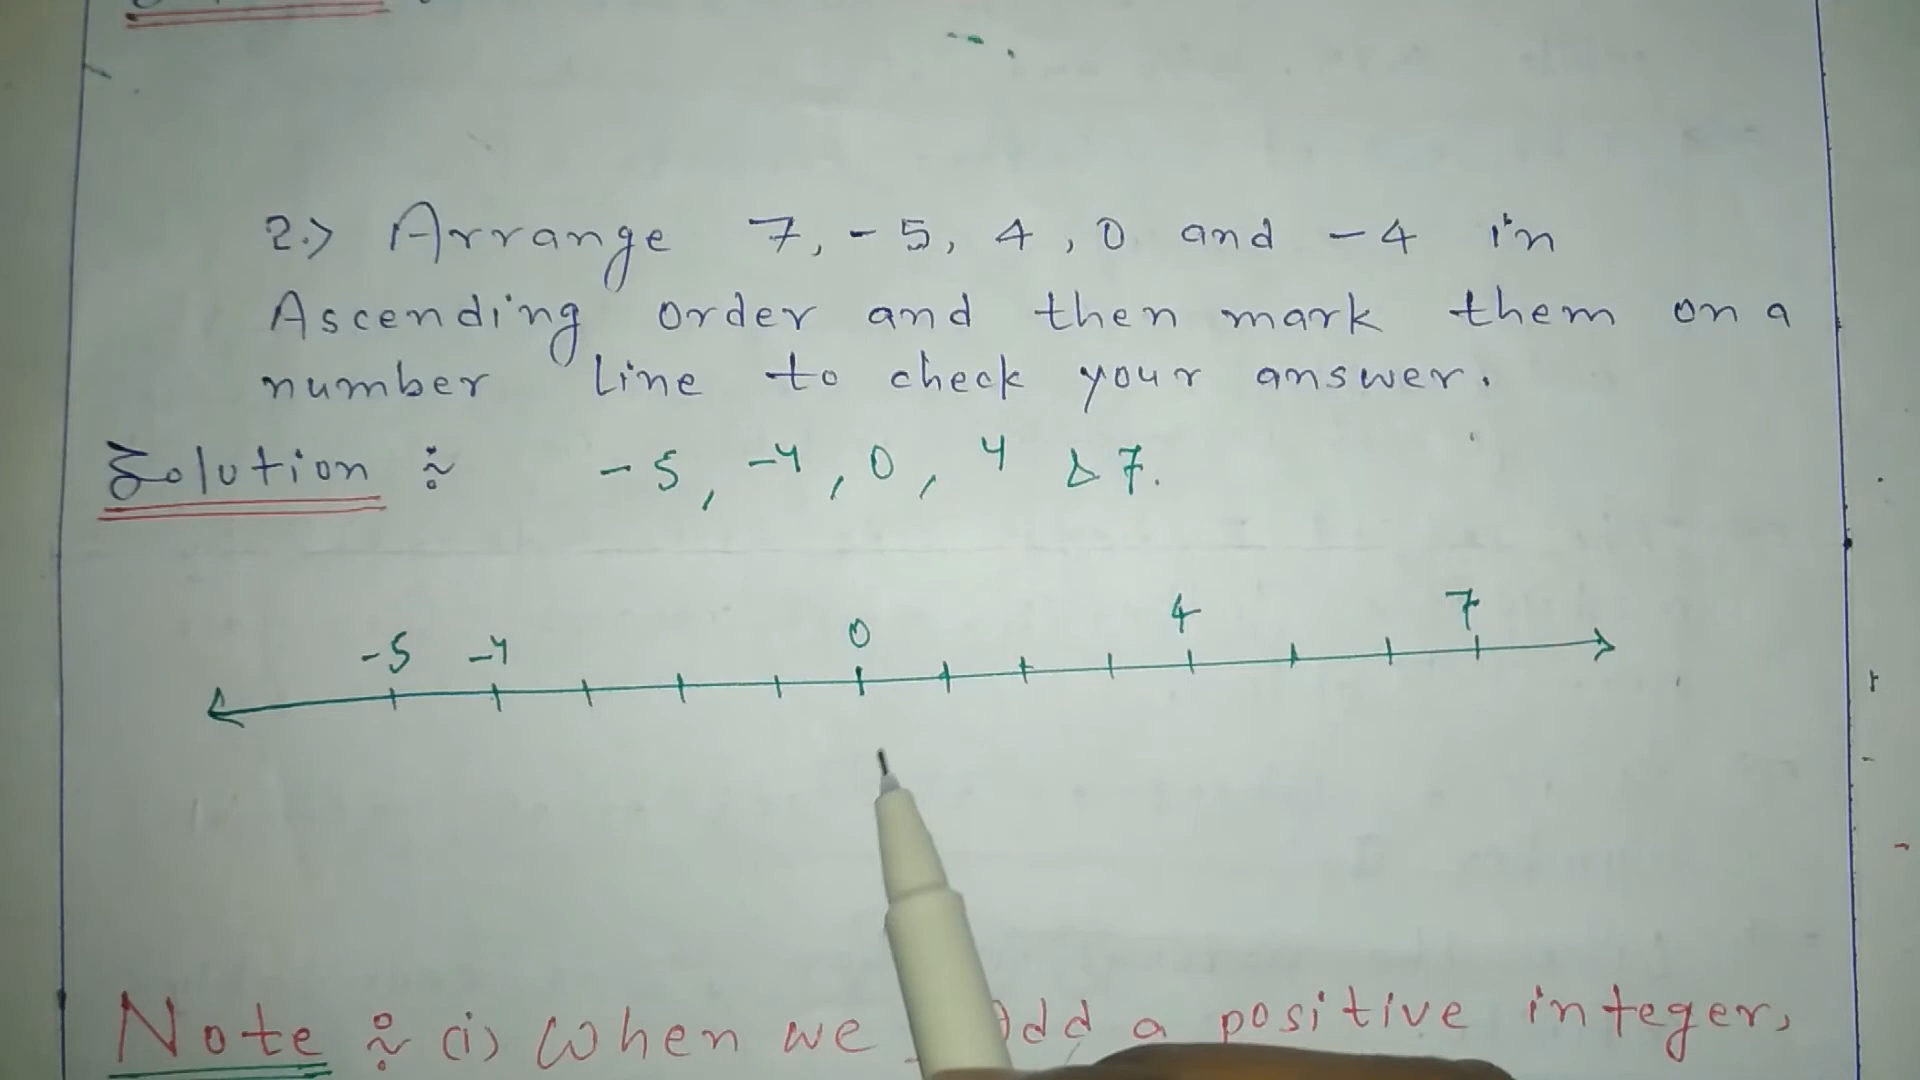 2.) Arrange 7, -5, 4, 0 and -4 in
Ascending order and then mark them on a
number line to check your answer.
Solution : -5, -4, 0, 4 & 7.
-5 -4 0 4 7
Note : (i) When we add a positive integer,